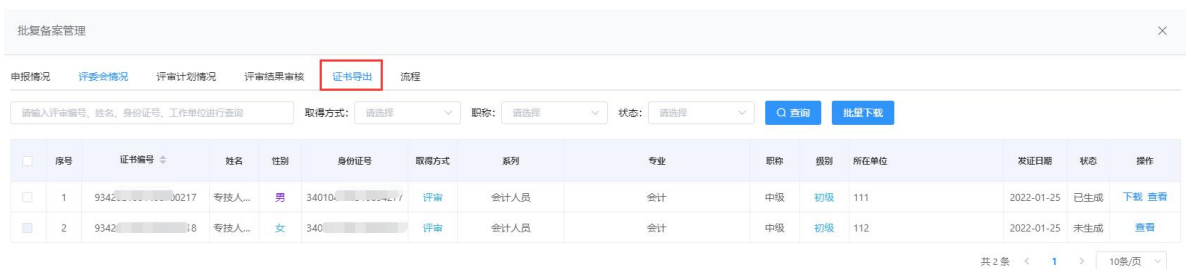 批复备案管理
申报情况 评委会情况 评审计划情况 评审结果审核 证书导出 流程
请输入评审编号、姓名、身份证号、工作单位进行查询 取得方式: 请选择 职称: 请选择 状态: 请选择 查询 批量下载
序号 证书编号 姓名 性别 身份证号 取得方式 系列 专业 职称 级别 所在单位 发证日期 状态 操作
1 934 00217 专技人... 男 34010 评审 会计人员 会计 中级 初级 111 2022-01-25 已生成 下载 查看
2 9342 18 专技人... 女 340 评审 会计人员 会计 中级 初级 112 2022-01-25 未生成 查看
共 2 条 < 1 > 10条/页